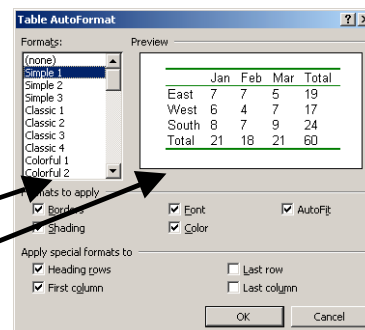 Table AutoFormat
Formats: Preview
(none)
Simple 1
Simple 2
Simple 3
Classic 1
Classic 2
Classic 3
Classic 4
Colorful 1
Colorful 2
Jan Feb Mar Total
East 7 7 5 19
West 6 4 7 17
South 8 7 9 24
Total 21 18 21 60
to apply
Borders Font AutoFit
Shading Color
Apply special formats to
Heading rows Last row
First column Last column
OK Cancel